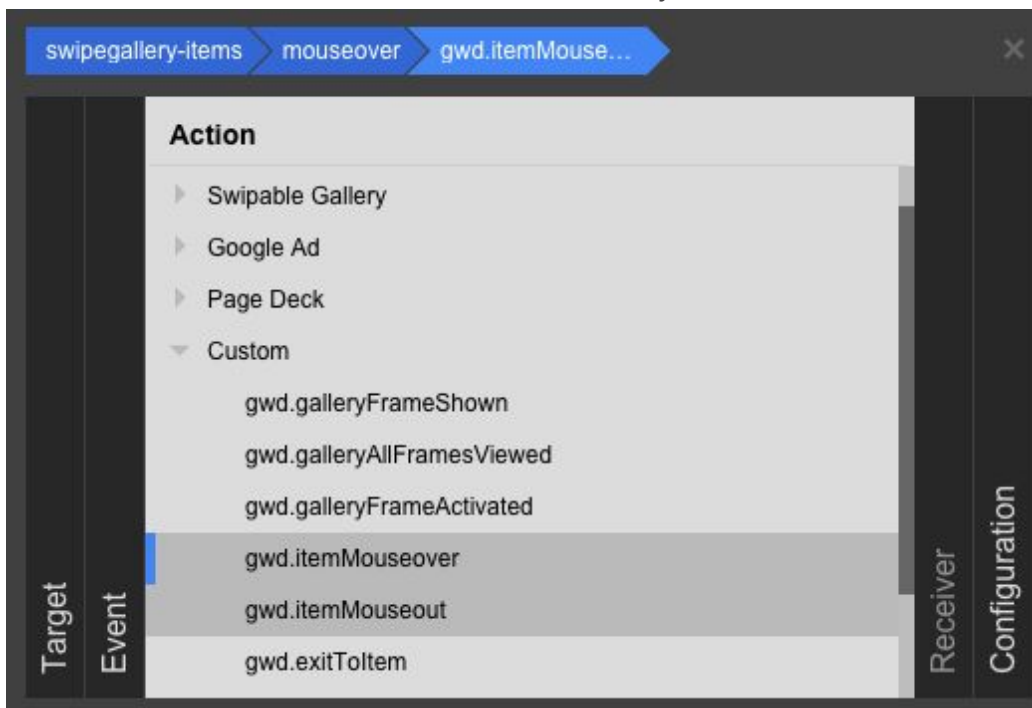 swipegallery-items mouseover gwd.itemMouse...
Action
Swipable Gallery
Google Ad
Page Deck
Custom
gwd.galleryFrameShown
gwd.galleryAllFramesViewed
gwd.galleryFrameActivated
gwd.itemMouseover
gwd.itemMouseout
gwd.exitToItem
Target
Event
Receiver
Configuration